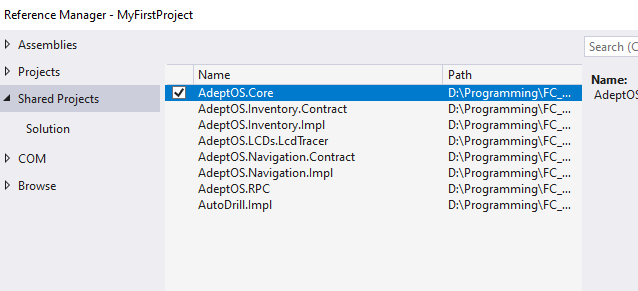 Reference Manager - MyFirstProject
Assemblies
Projects
Shared Projects
Solution
COM
Browse
Name Path
AdeptOS.Core D:\Programming\FC_...
AdeptOS.Inventory.Contract D:\Programming\FC_...
AdeptOS.Inventory.Impl D:\Programming\FC_...
AdeptOS.LCDs.LcdTracer D:\Programming\FC_...
AdeptOS.Navigation.Contract D:\Programming\FC_...
AdeptOS.Navigation.Impl D:\Programming\FC_...
AdeptOS.RPC D:\Programming\FC_...
AutoDrill.Impl D:\Programming\FC_...
Search (C
Name:
AdeptOS